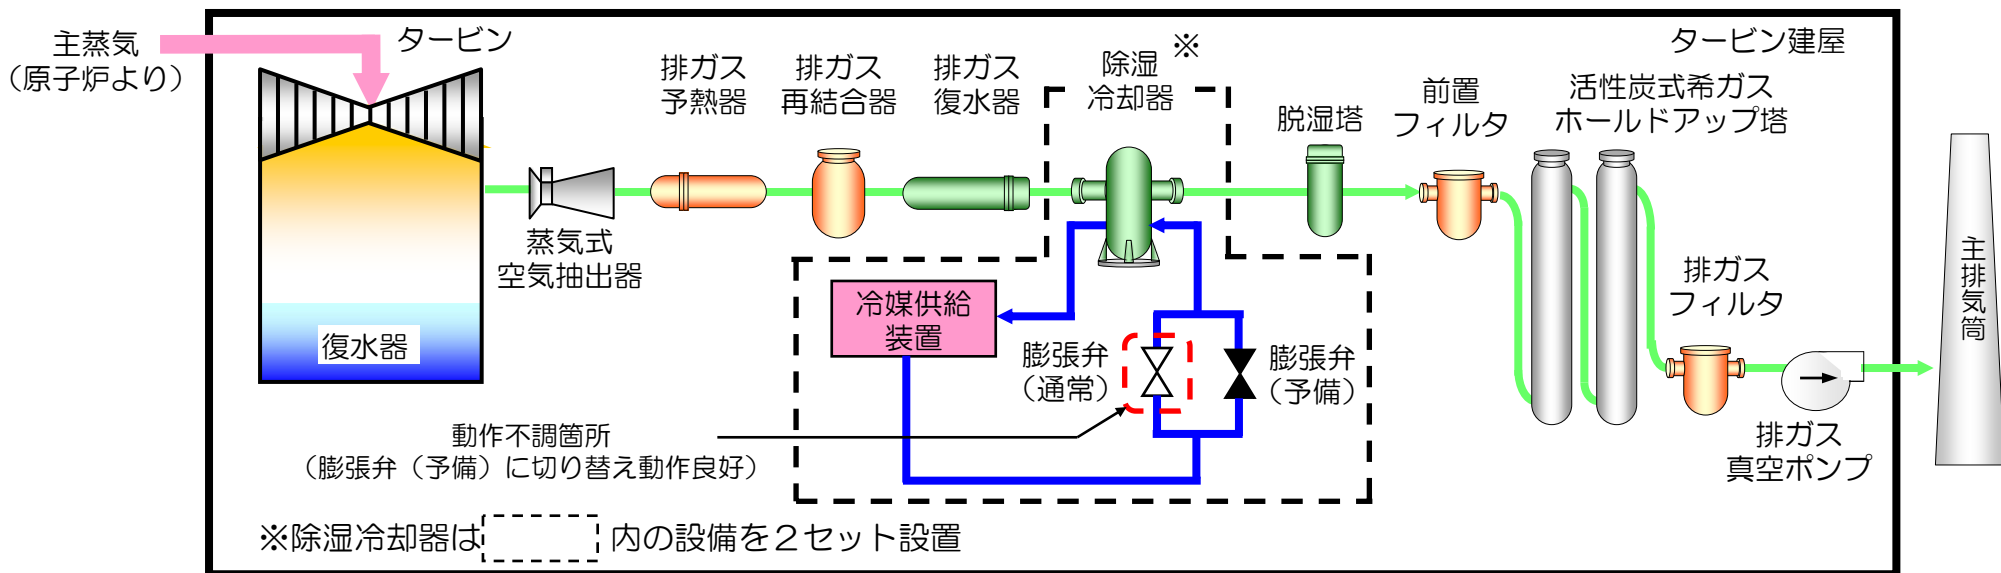 主蒸気
（原子炉より）
タービン
タービン建屋
排ガス
予熱器
排ガス
再結合器
排ガス
復水器
除湿
冷却器
※
脱湿塔
前置
フィルタ
活性炭式希ガス
ホールドアップ塔
蒸気式
空気抽出器
復水器
冷媒供給
装置
膨張弁
（通常）
膨張弁
（予備）
排ガス
フィルタ
主排気筒
排ガス
真空ポンプ
動作不調箇所
（膨張弁（予備）に切り替え動作良好）
※除湿冷却器は 内の設備を２セット設置